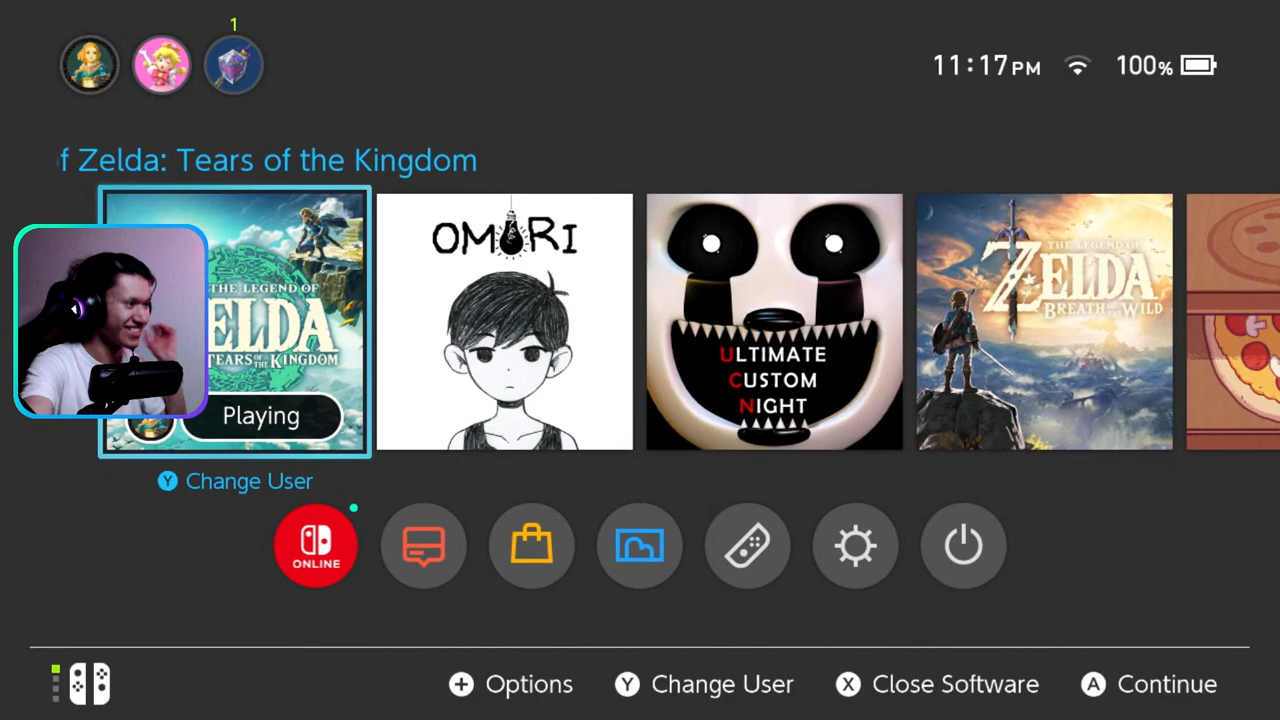 1
11:17PM
100%
f Zelda: Tears of the Kingdom
THE LEGEND OF
ELDA
TEARS OF THE KINGDOM
Playing
OMORI
ULTIMATE
CUSTOM
NIGHT
THE LEGEND OF
ZELDA
BREATH OF THE WILD
Y Change User
ONLINE
+ Options
Y Change User
X Close Software
A Continue